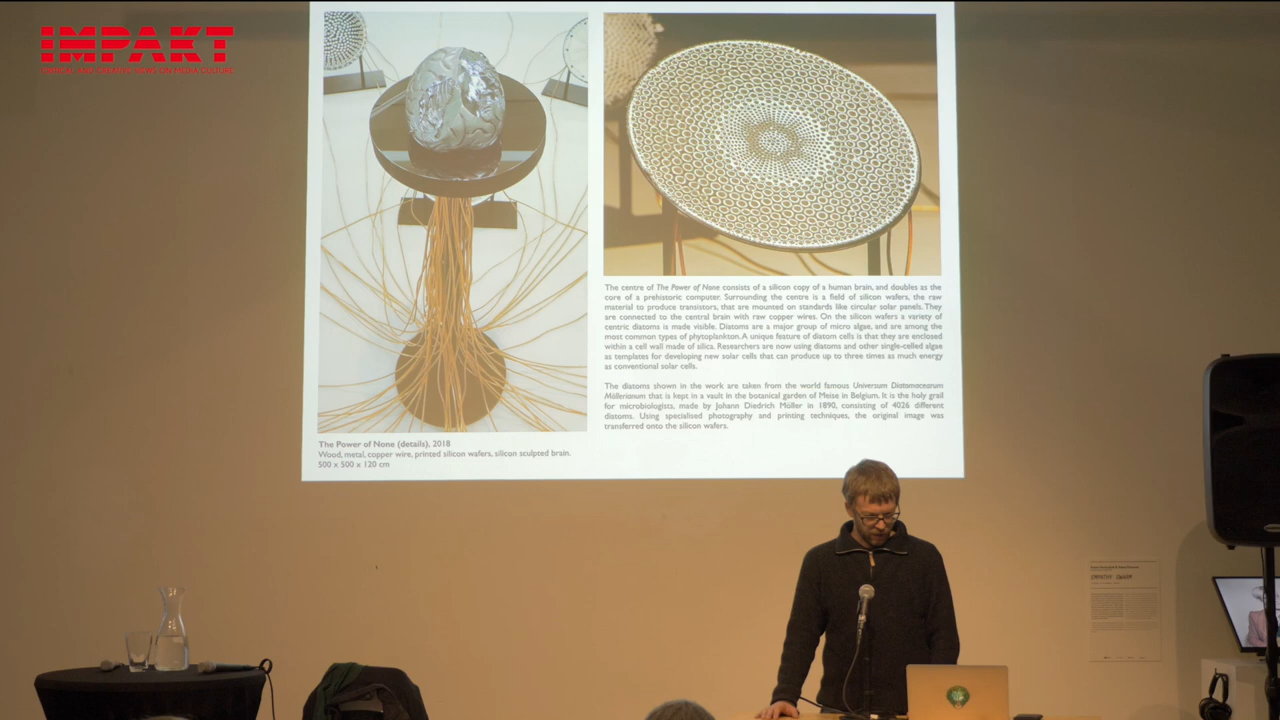 IMPAKT
CRITICAL AND CREATIVE VIEWS ON MEDIA CULTURE
The centre of The Power of None consists of a silicon copy of a human brain, and doubles as the
core of a prehistoric computer. Surrounding the centre is a field of silicon wafers, the raw
material to produce transistors, that are mounted on standards like circular solar panels. They
are connected to the central brain with raw copper wires. On the silicon wafers a variety of
centric diatoms is made visible. Diatoms are a major group of micro algae, and are among the
most common types of phytoplankton. A unique feature of diatom cells is that they are enclosed
within a cell wall made of silica. Researchers are now using diatoms and other single-celled algae
as templates for developing new solar cells that can produce up to three times as much energy
as conventional solar cells.
The diatoms shown in the work are taken from the world famous Universum Diatomacearum
Möllerianum that is kept in a vault in the botanical garden of Meise in Belgium. It is the holy grail
for microbiologists, made by Johann Diedrich Möller in 1890, consisting of 4026 different
diatoms. Using specialised photography and printing techniques, the original image was
transferred onto the silicon wafers.
The Power of None (details), 2018
Wood, metal, copper wire, printed silicon wafers, silicon sculpted brain.
500 x 500 x 120 cm
EMPATHY SWARM